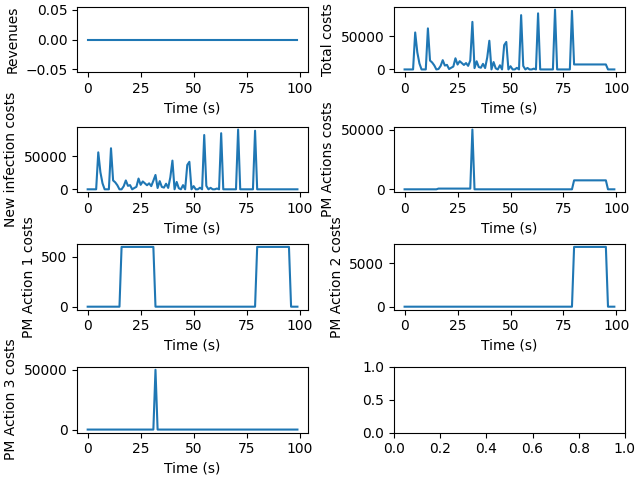 Revenues
0.05
0.00
−0.05
0 25 50 75 100
Time (s)
Total costs
50000
0
0 25 50 75 100
Time (s)
New infection costs
50000
0
0 25 50 75 100
Time (s)
PM Actions costs
50000
0
0 25 50 75 100
Time (s)
PM Action 1 costs
500
0
0 25 50 75 100
Time (s)
PM Action 2 costs
5000
0
0 25 50 75 100
Time (s)
PM Action 3 costs
50000
0
0 25 50 75 100
Time (s)
1.0
0.5
0.0
0.0 0.2 0.4 0.6 0.8 1.0